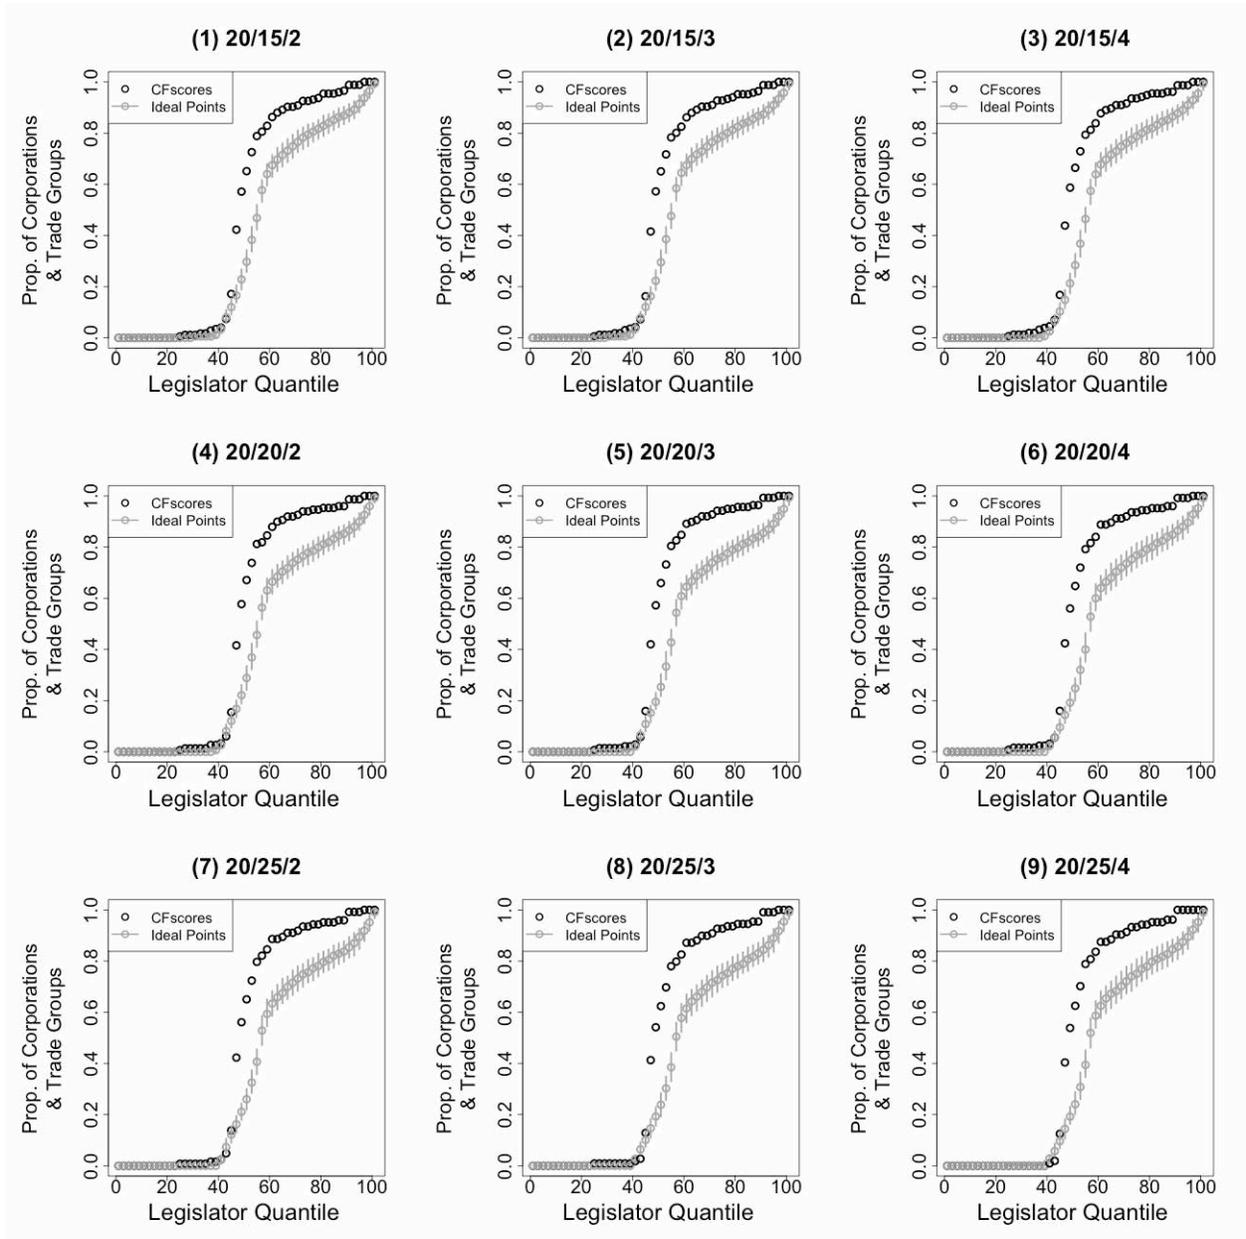 (1) 20/15/2
CFscores
Ideal Points
Prop. of Corporations
& Trade Groups
0.0 0.2 0.4 0.6 0.8 1.0
0 20 40 60 80 100
Legislator Quantile
(2) 20/15/3
CFscores
Ideal Points
Prop. of Corporations
& Trade Groups
0.0 0.2 0.4 0.6 0.8 1.0
0 20 40 60 80 100
Legislator Quantile
(3) 20/15/4
CFscores
Ideal Points
Prop. of Corporations
& Trade Groups
0.0 0.2 0.4 0.6 0.8 1.0
0 20 40 60 80 100
Legislator Quantile
(4) 20/20/2
CFscores
Ideal Points
Prop. of Corporations
& Trade Groups
0.0 0.2 0.4 0.6 0.8 1.0
0 20 40 60 80 100
Legislator Quantile
(5) 20/20/3
CFscores
Ideal Points
Prop. of Corporations
& Trade Groups
0.0 0.2 0.4 0.6 0.8 1.0
0 20 40 60 80 100
Legislator Quantile
(6) 20/20/4
CFscores
Ideal Points
Prop. of Corporations
& Trade Groups
0.0 0.2 0.4 0.6 0.8 1.0
0 20 40 60 80 100
Legislator Quantile
(7) 20/25/2
CFscores
Ideal Points
Prop. of Corporations
& Trade Groups
0.0 0.2 0.4 0.6 0.8 1.0
0 20 40 60 80 100
Legislator Quantile
(8) 20/25/3
CFscores
Ideal Points
Prop. of Corporations
& Trade Groups
0.0 0.2 0.4 0.6 0.8 1.0
0 20 40 60 80 100
Legislator Quantile
(9) 20/25/4
CFscores
Ideal Points
Prop. of Corporations
& Trade Groups
0.0 0.2 0.4 0.6 0.8 1.0
0 20 40 60 80 100
Legislator Quantile